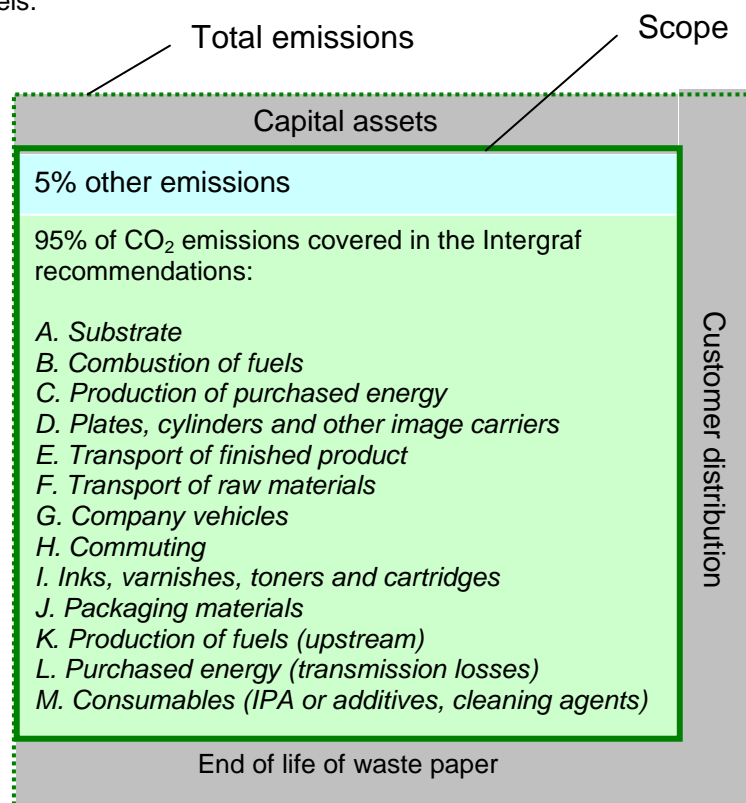 els.
Total emissions
Scope
Capital assets
5% other emissions
95% of CO₂ emissions covered in the Intergraf
recommendations:
A. Substrate
B. Combustion of fuels
C. Production of purchased energy
D. Plates, cylinders and other image carriers
E. Transport of finished product
F. Transport of raw materials
G. Company vehicles
H. Commuting
I. Inks, varnishes, toners and cartridges
J. Packaging materials
K. Production of fuels (upstream)
L. Purchased energy (transmission losses)
M. Consumables (IPA or additives, cleaning agents)
Customer distribution
End of life of waste paper